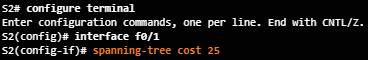 S2# configure terminal
Enter configuration commands, one per line. End with CNTL/Z.
S2(config)# interface f0/1
S2(config-if)# spanning-tree cost 25